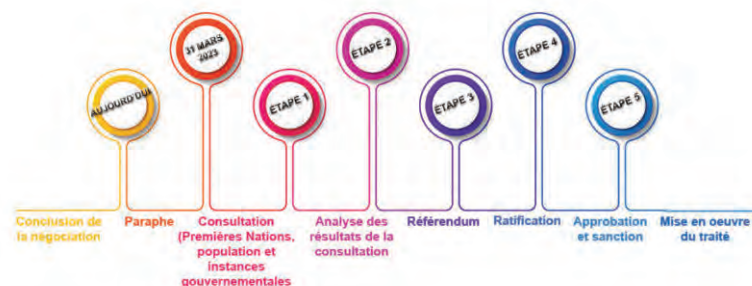 AUJOURD'DUI
31 MARS
2023
ÉTAPE 1
ÉTAPE 2
ÉTAPE 3
ÉTAPE 4
ÉTAPE 5
Conclusion de
la négociation
Paraphe
Consultation
(Premières Nations,
population et
instances
gouvernementales
Analyse des
résultats de la
consultation
Référendum
Ratification
Approbation
et sanction
Mise en oeuvre
du traité